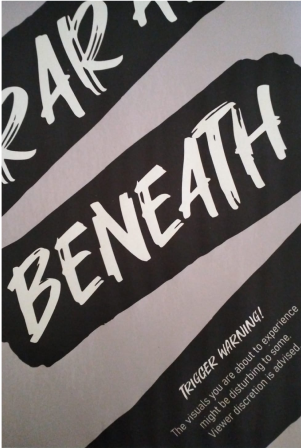 BENEATH
TRIGGER WARNING!
The visuals you are about to experience
might be disturbing to some.
Viewer discretion is advised